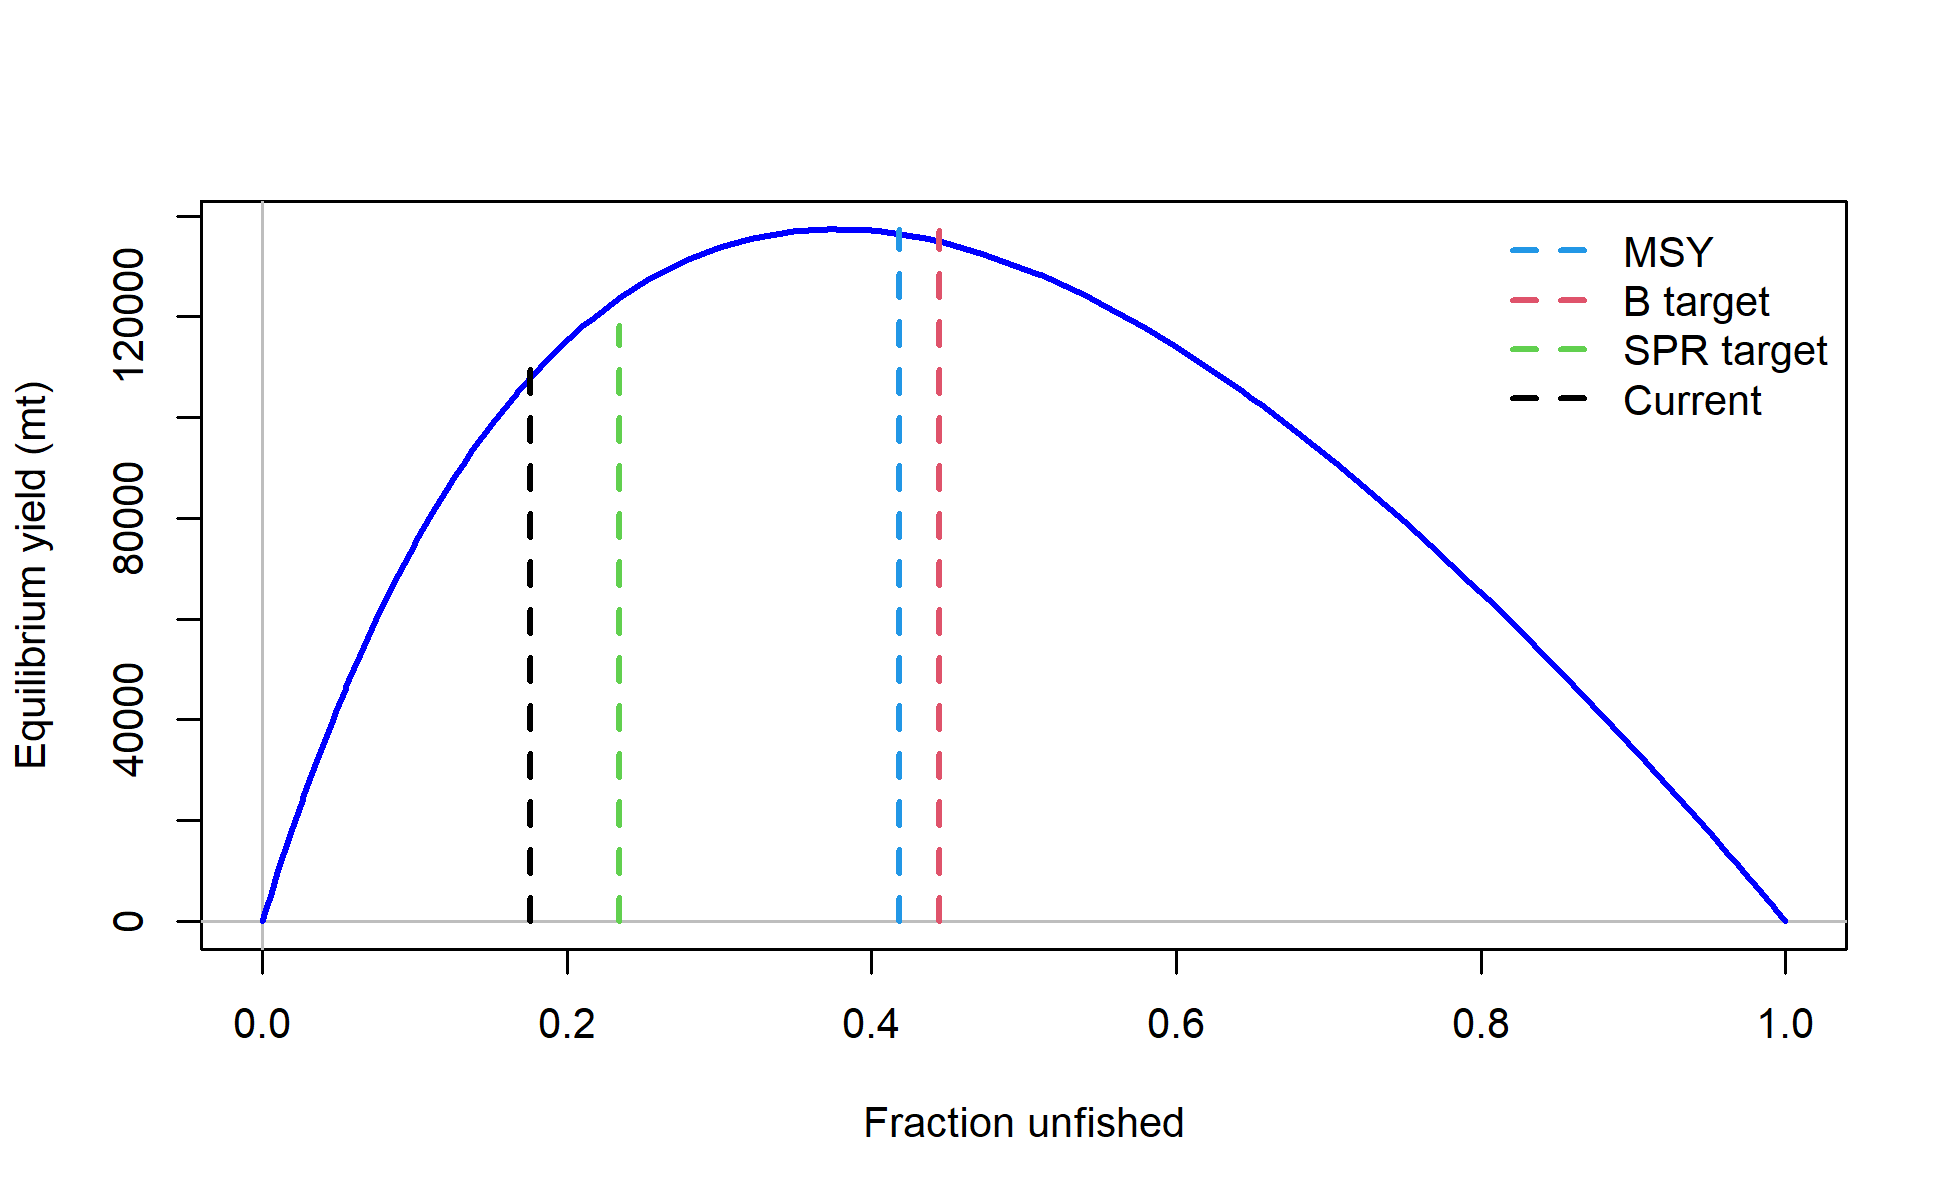 Equilibrium yield (mt)
120000
80000
40000
0
MSY
B target
SPR target
Current
0.0 0.2 0.4 0.6 0.8 1.0
Fraction unfished